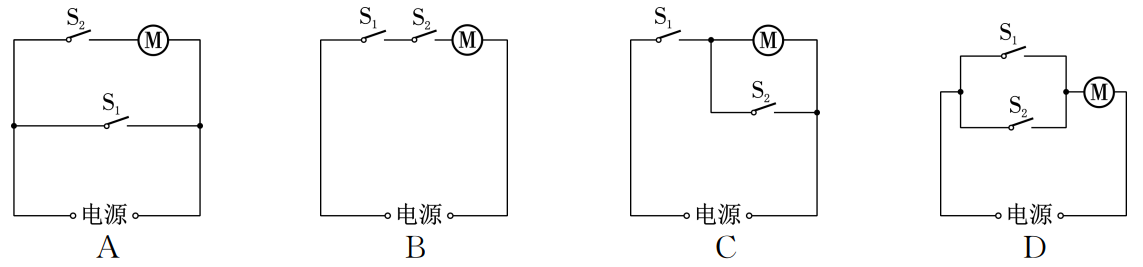 S₂ M S₁ 电源 A
S₁ S₂ M 电源 B
S₁ M S₂ 电源 C
S₁ S₂ M 电源 D